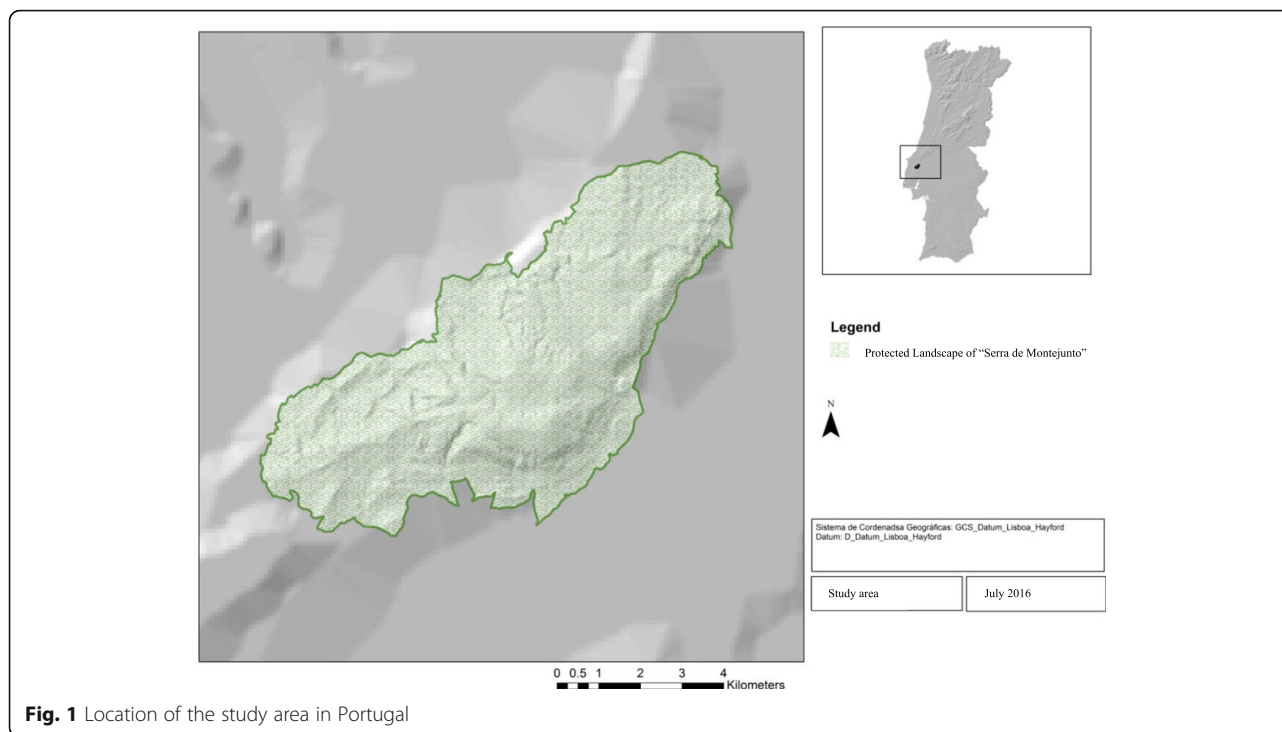 Legend
Protected Landscape of “Serra de Montejunto”
N
Sistema de Cordenadsa Geográficas: GCS_Datum_Lisboa_Hayford
Datum: D_Datum_Lisboa_Hayford
Study area
July 2016
0 0.5 1 2 3 4
Kilometers
Fig. 1 Location of the study area in Portugal